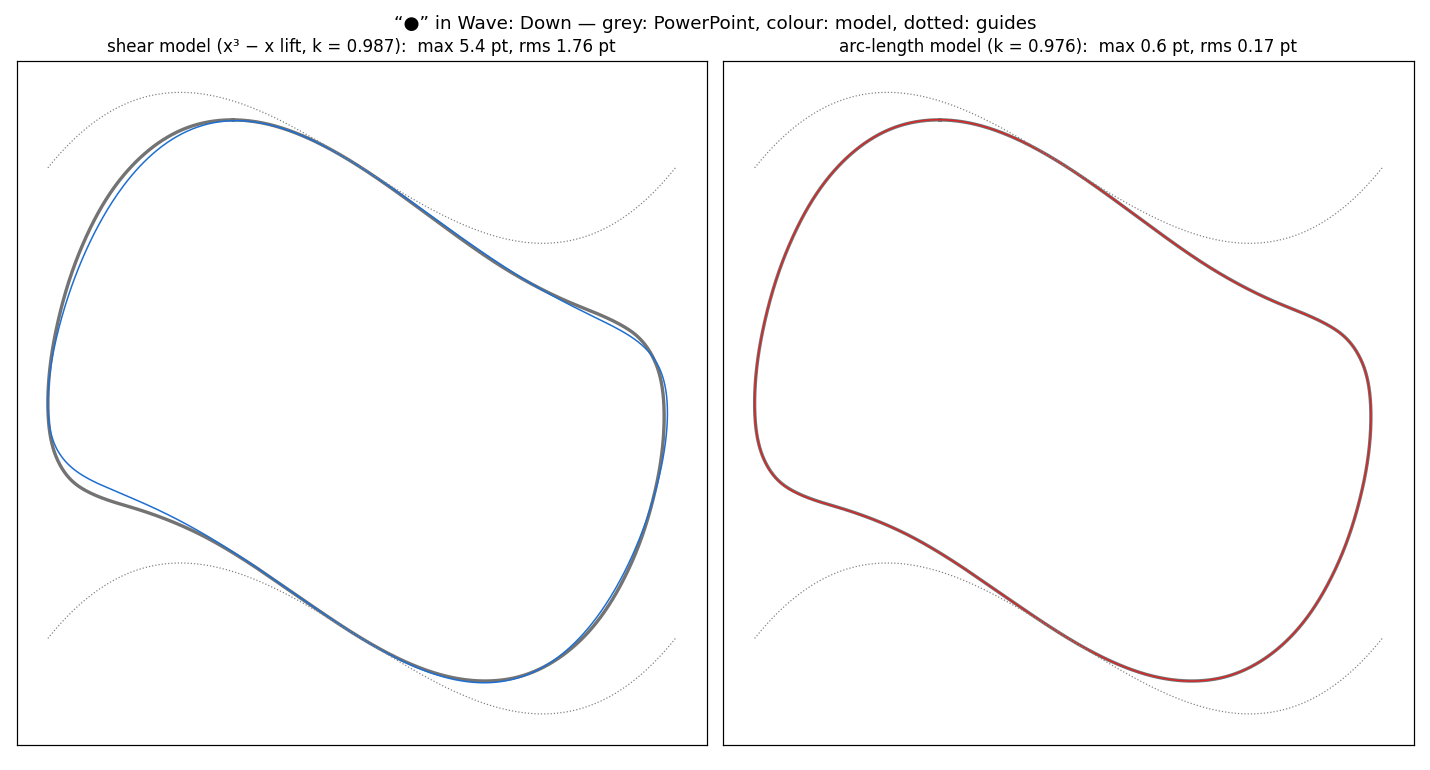 “●” in Wave: Down — grey: PowerPoint, colour: model, dotted: guides
shear model (x³ − x lift, k = 0.987):  max 5.4 pt, rms 1.76 pt
arc-length model (k = 0.976):  max 0.6 pt, rms 0.17 pt